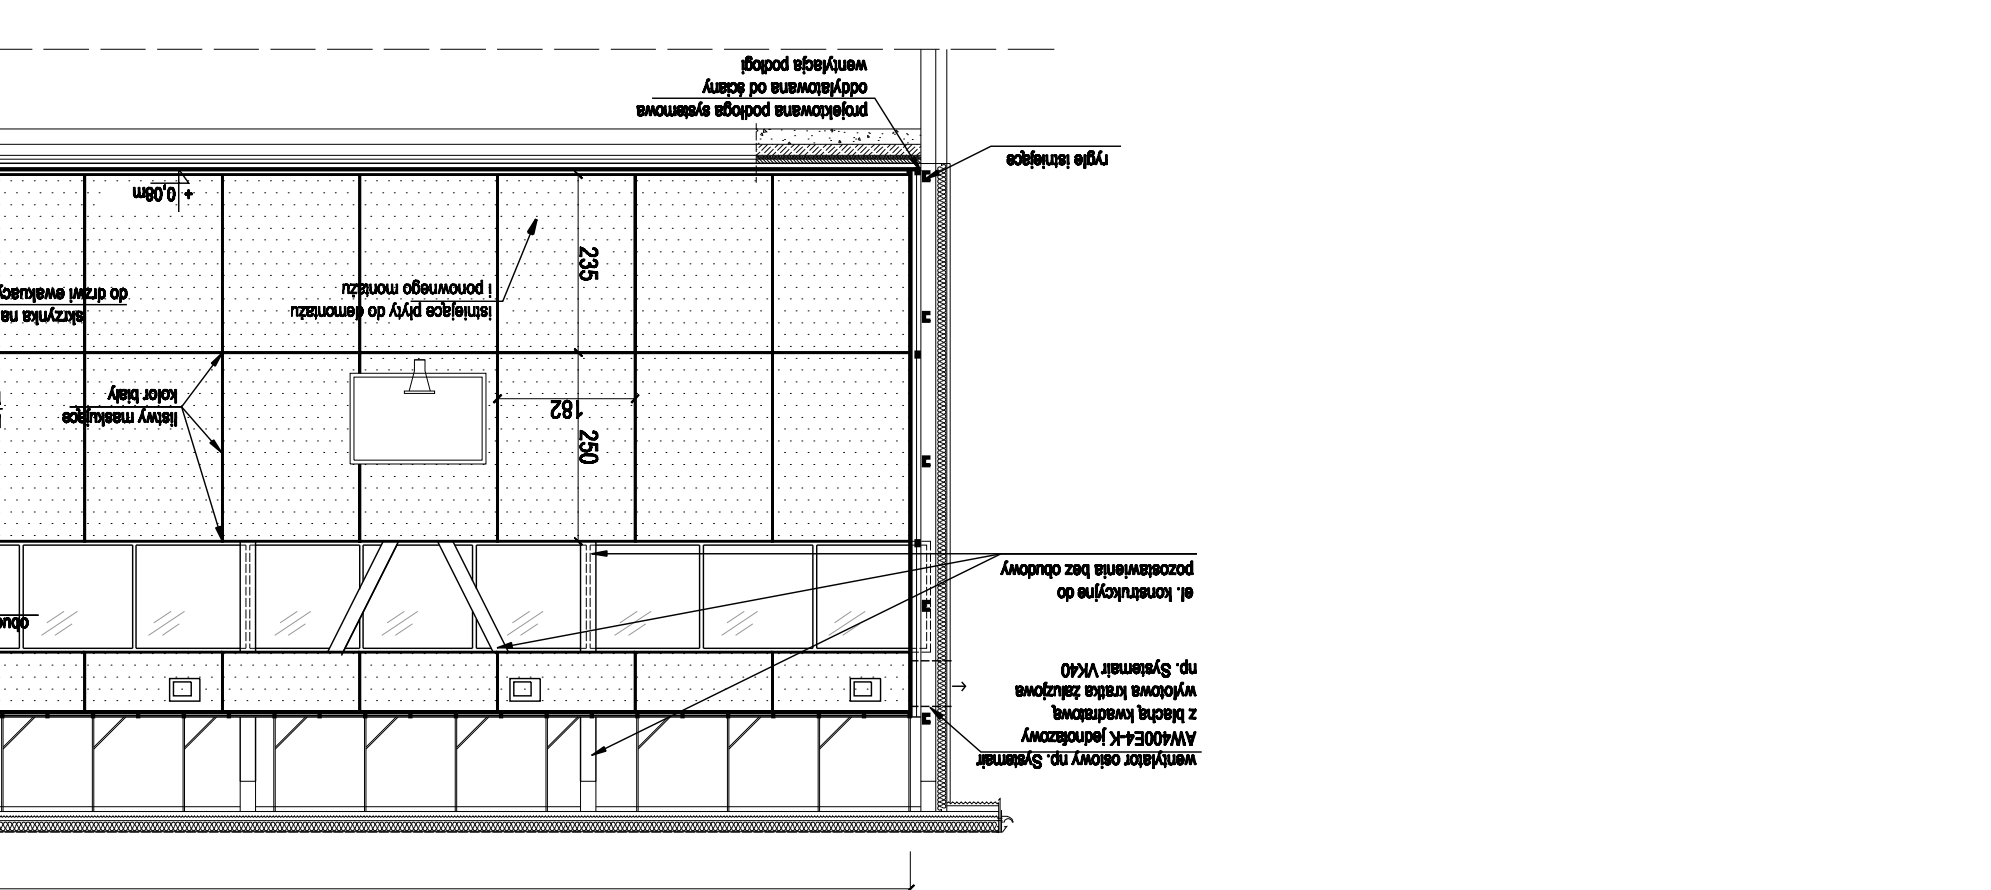 wentylator osiowy np. Systemair
AW400E4-K jednofazowy
z blachą kwadratową
wylotowa kratka żaluzjowa
np. Systemair VK40
el. konstrukcyjne do
pozostawienia bez obudowy
250
182
listwy maskujące
kolor biały
istniejące płyty do demontażu
i ponownego montażu
skrzynka na
do drzwi ewakuacy
235
+ 0,08m
rygle istniejące
projektowana podłoga systemowa
oddylatowana od ściany
wentylacja podłogi